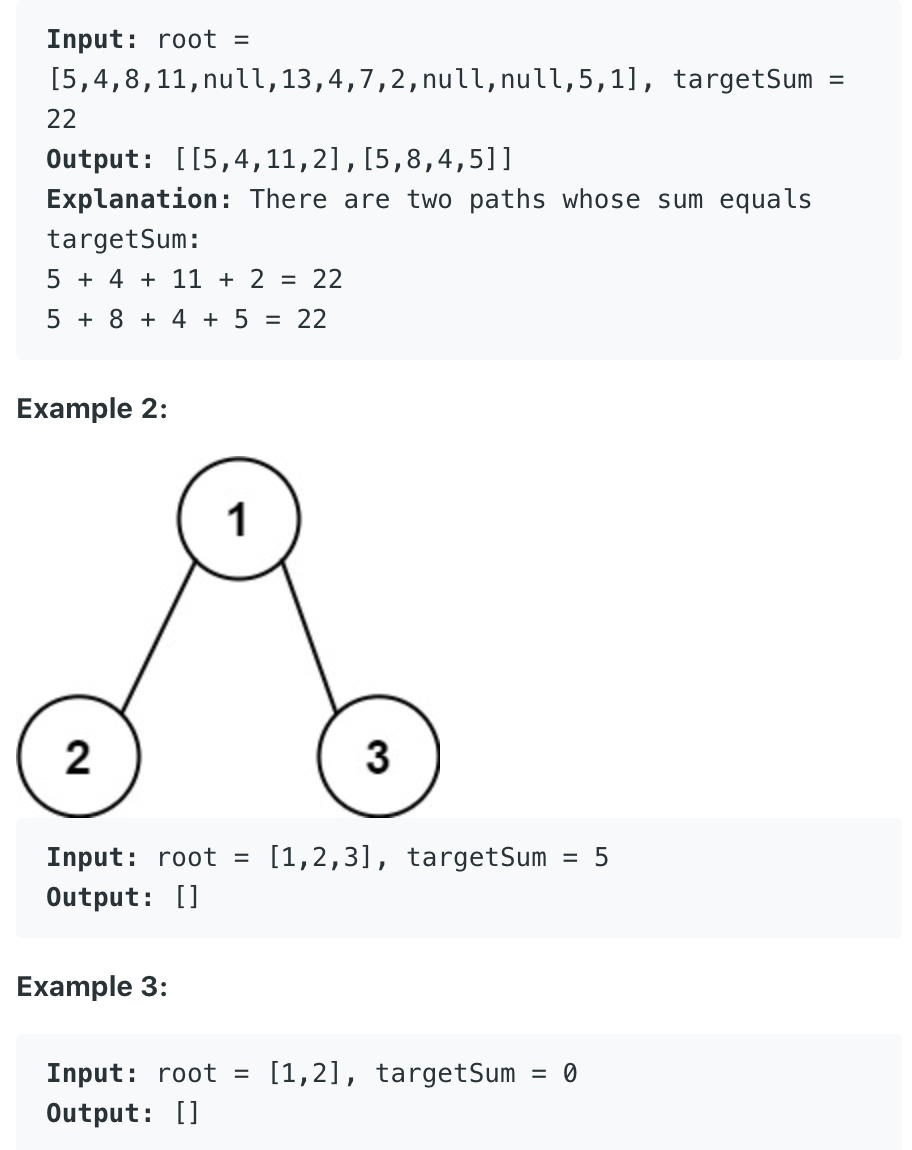 Input: root =
[5,4,8,11,null,13,4,7,2,null,null,5,1], targetSum =
22
Output: [[5,4,11,2],[5,8,4,5]]
Explanation: There are two paths whose sum equals
targetSum:
5 + 4 + 11 + 2 = 22
5 + 8 + 4 + 5 = 22
Example 2:
1
2 3
Input: root = [1,2,3], targetSum = 5
Output: []
Example 3:
Input: root = [1,2], targetSum = 0
Output: []